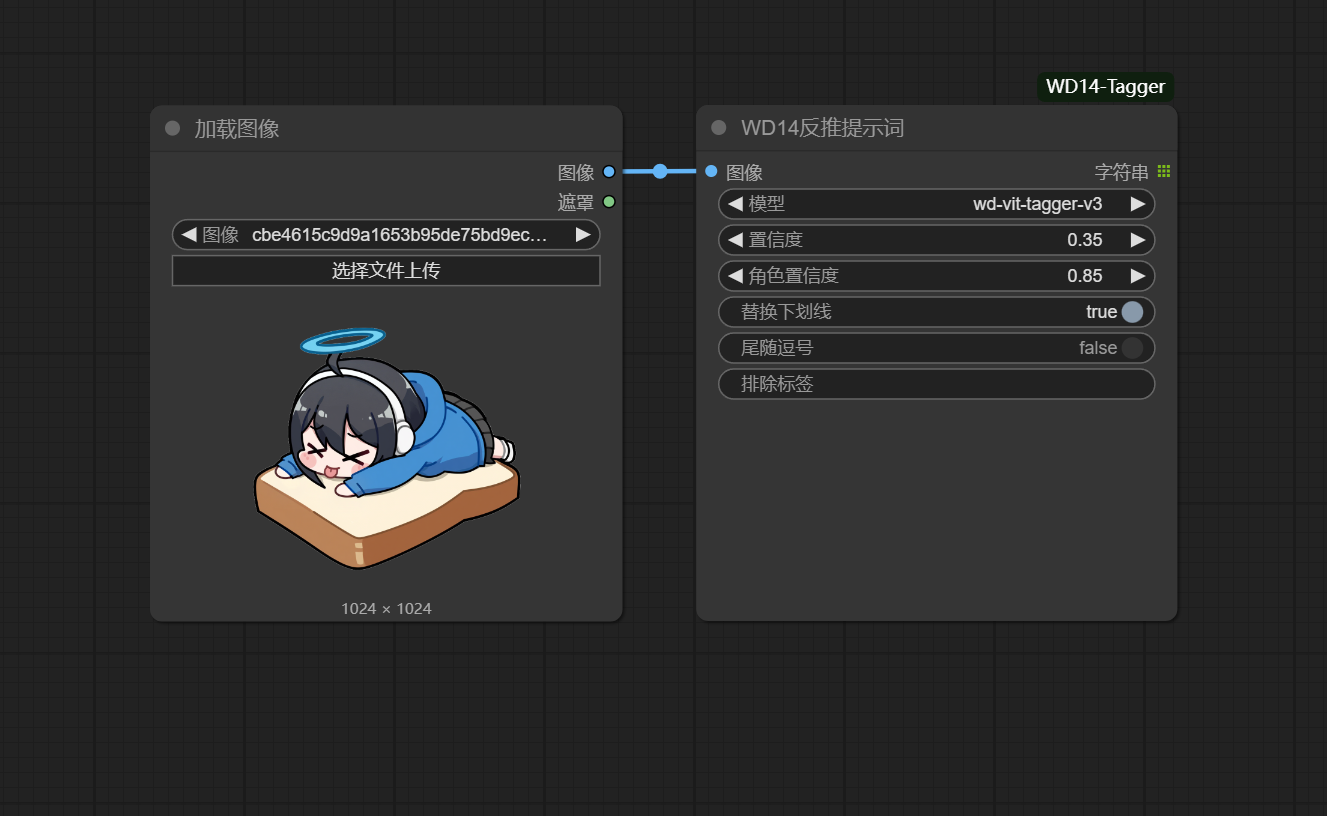 WD14-Tagger
加载图像
图像
遮罩
图像 cbe4615c9d9a1653b95de75bd9ec...
选择文件上传
1024 × 1024
WD14反推提示词
图像 字符串
模型 wd-vit-tagger-v3
置信度 0.35
角色置信度 0.85
替换下划线 true
尾随逗号 false
排除标签